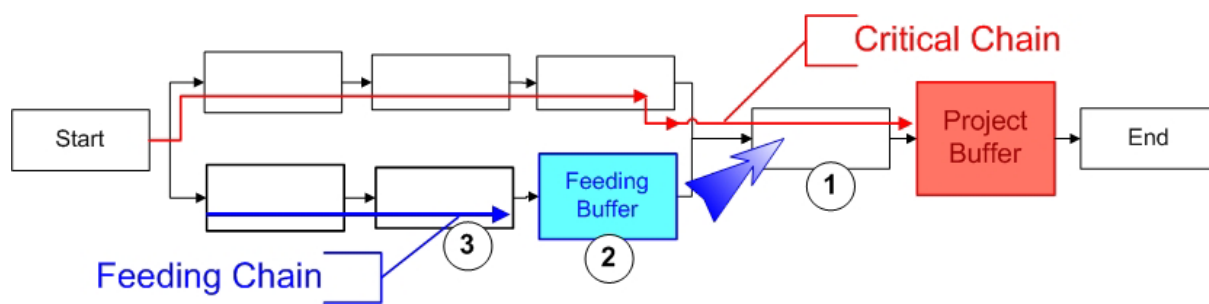 Critical Chain
Start
Project
Buffer
End
Feeding
Buffer
1
3
2
Feeding Chain